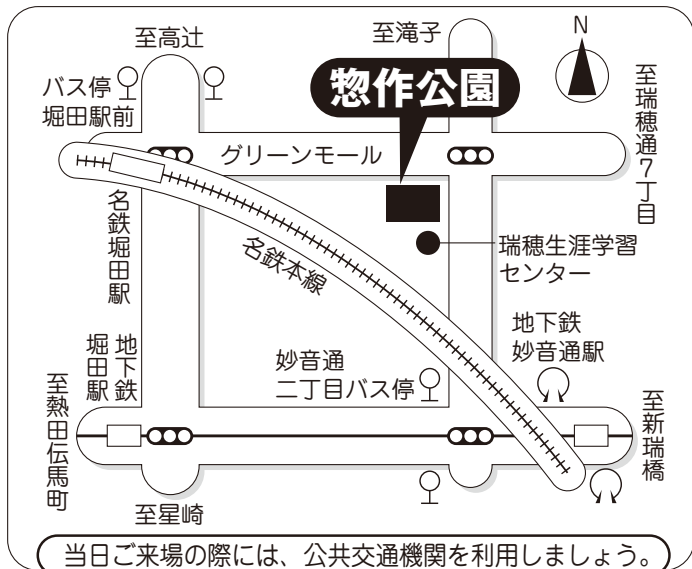 至高辻
至滝子
N
バス停
堀田駅前
惣作公園
至瑞穂通7丁目
グリーンモール
名鉄堀田駅
名鉄本線
瑞穂生涯学習
センター
地下鉄
妙音通駅
地下鉄
堀田駅
妙音通
二丁目バス停
至熱田伝馬町
至新瑞橋
至星崎
当日ご来場の際には、公共交通機関を利用しましょう。